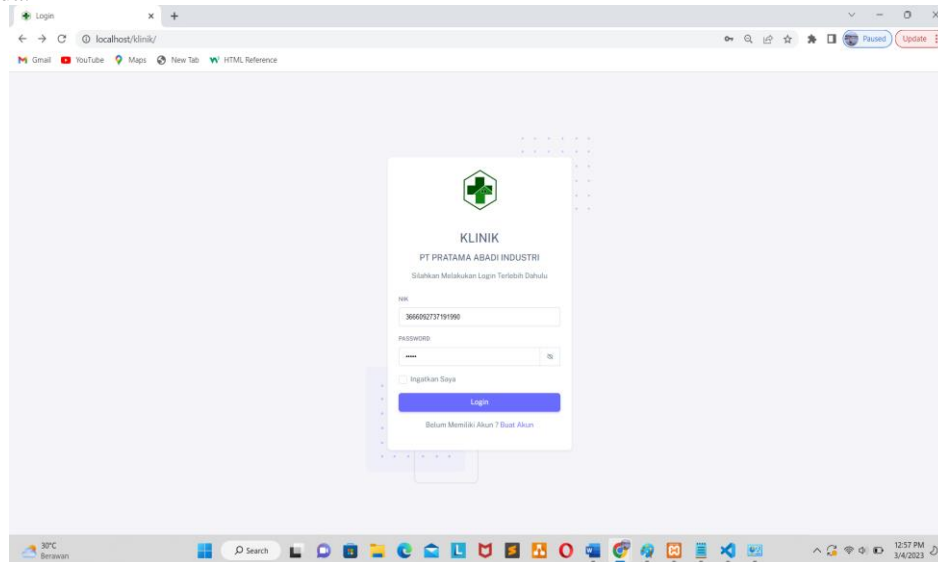 Login
localhost/klinik/
Paused
Update
Gmail
YouTube
Maps
New Tab
HTML Reference
KLINIK
PT PRATAMA ABADI INDUSTRI
Silahkan Melakukan Login Terlebih Dahulu
NIK
3666092737191990
PASSWORD
Ingatkan Saya
Login
Belum Memiliki Akun ? Buat Akun
30°C
Berawan
Search
12:57 PM
3/4/2023